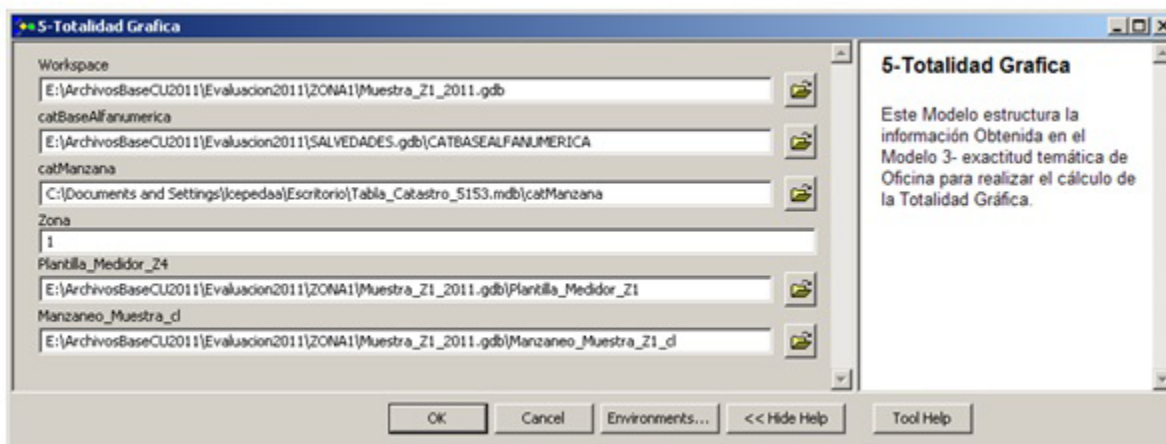 5-Totalidad Grafica
Workspace
E:\ArchivosBaseCU2011\Evaluacion2011\ZONA1\Muestra_Z1_2011.gdb
catBaseAlfanumerica
E:\ArchivosBaseCU2011\Evaluacion2011\SALVEDADES.gdb\CATBASEALFANUMERICA
catManzana
C:\Documents and Settings\lcepedaa\Escritorio\Tabla_Catastro_5153.mdb\catManzana
Zona
1
Plantilla_Medidor_Z4
E:\ArchivosBaseCU2011\Evaluacion2011\ZONA1\Muestra_Z1_2011.gdb\Plantilla_Medidor_Z1
Manzaneo_Muestra_cl
E:\ArchivosBaseCU2011\Evaluacion2011\ZONA1\Muestra_Z1_2011.gdb\Manzaneo_Muestra_Z1_cl
5-Totalidad Grafica
Este Modelo estructura la
información Obtenida en el
Modelo 3- exactitud temática de
Oficina para realizar el cálculo de
la Totalidad Gráfica.
OK
Cancel
Environments...
<< Hide Help
Tool Help